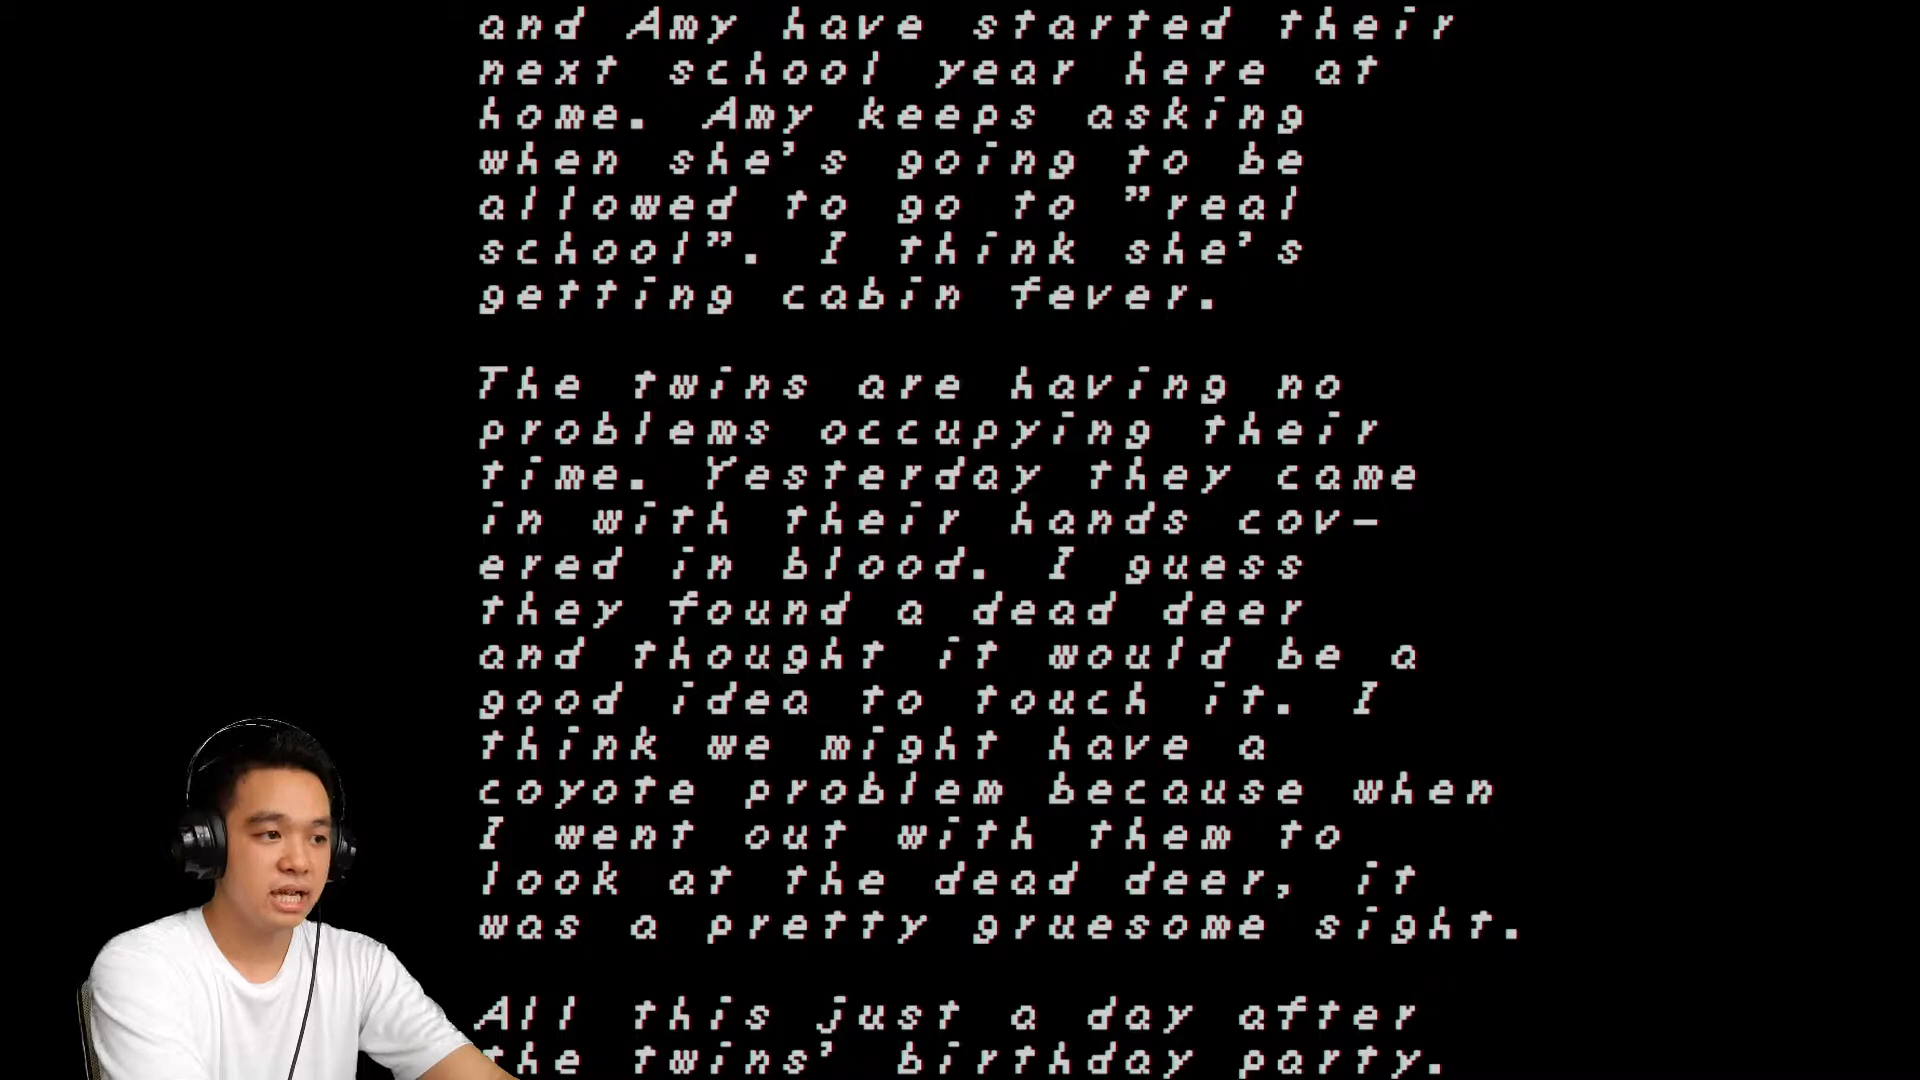 and Amy have started their
next school year here at
home. Amy keeps asking
when she's going to be
allowed to go to "real
school". I think she's
getting cabin fever.
The twins are having no
problems occupying their
time. Yesterday they came
in with their hands cov-
ered in blood. I guess
they found a dead deer
and thought it would be a
good idea to touch it. I
think we might have a
coyote problem because when
I went out with them to
look at the dead deer, it
was a pretty gruesome sight.
All this just a day after
the twins' birthday party.